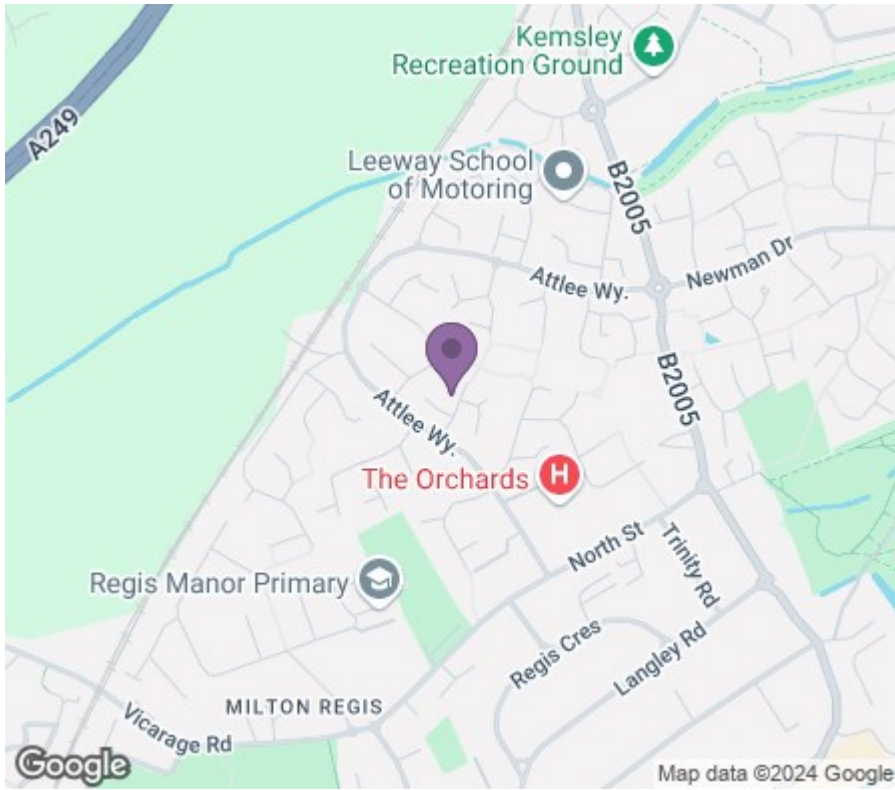 Kemsley
Recreation Ground
A249
Leeway School
of Motoring
B2005
Newman Dr
Attlee Wy.
B2005
Attlee Wy.
The Orchards
H
North St
Trinity Rd
Regis Manor Primary
Regis Cres
Langley Rd
MILTON REGIS
Vicarage Rd
Google
Map data ©2024 Google